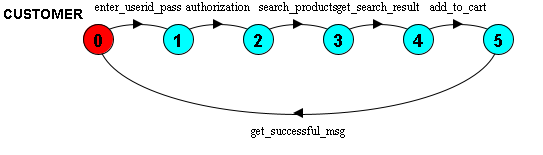 CUSTOMER
enter_userid_pass authorization search_productsget_search_result add_to_cart
0 1 2 3 4 5
get_successful_msg